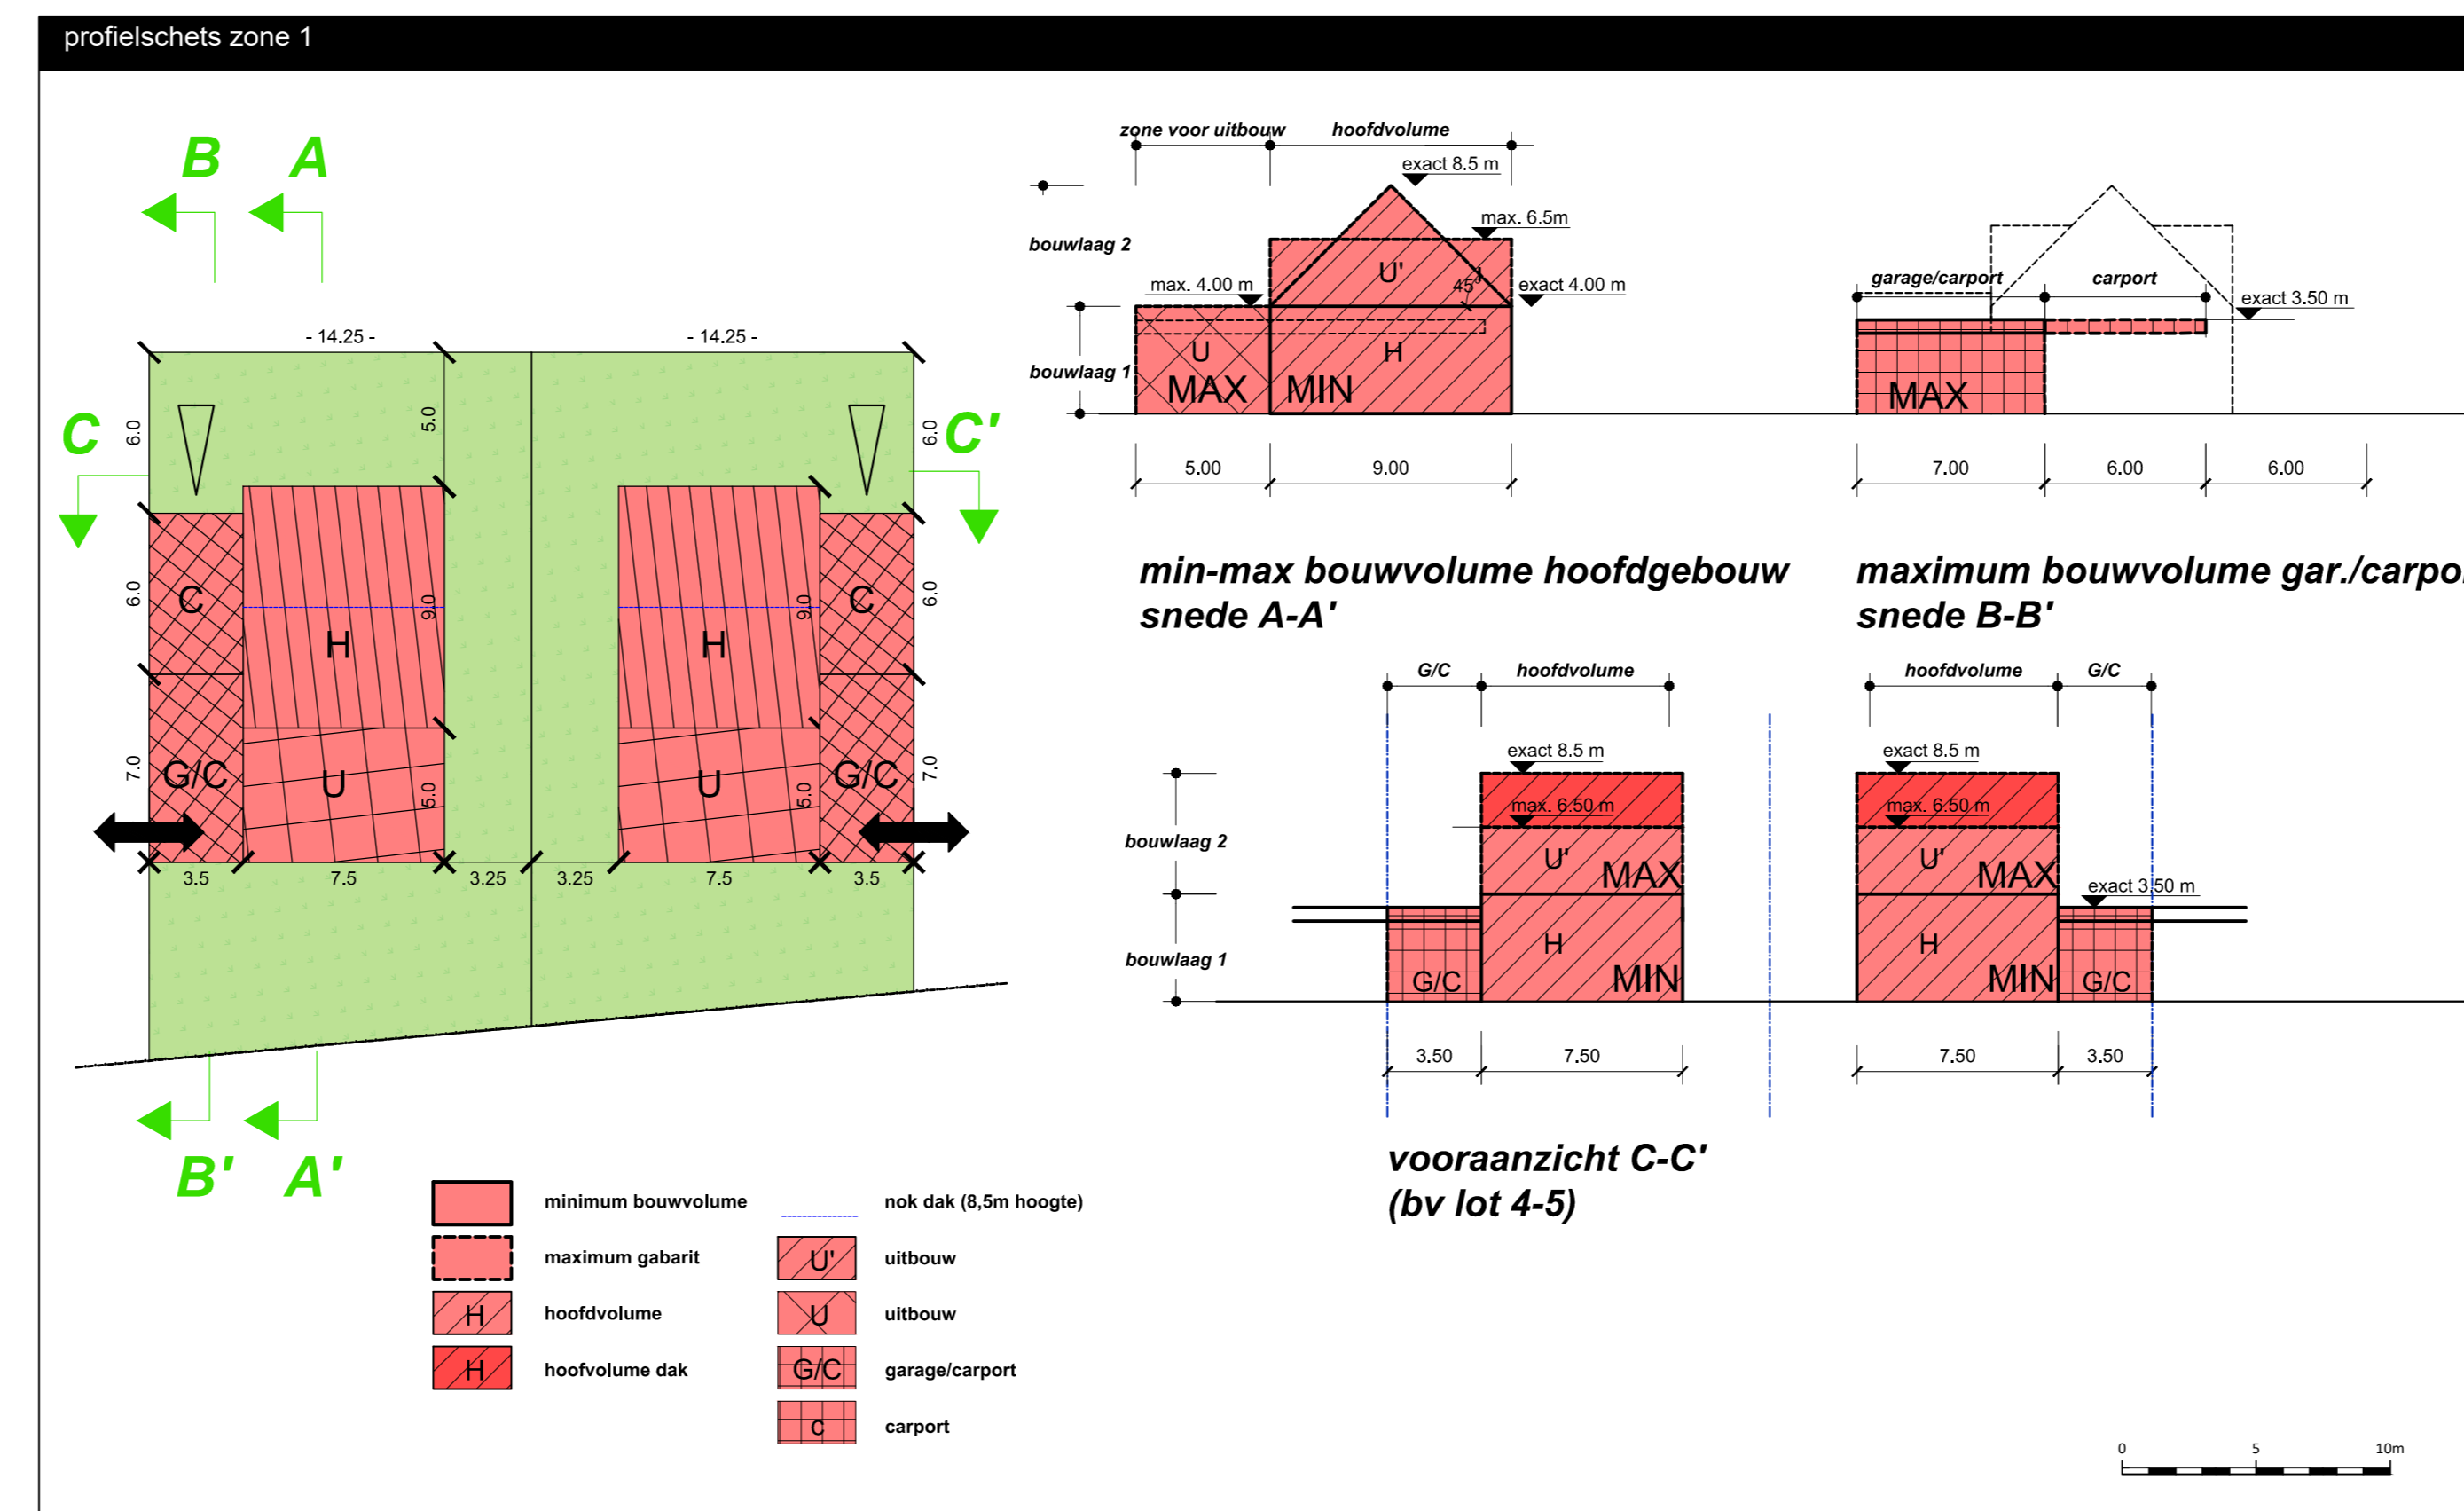 profielschets zone 1
B
A
- 14.25 -
- 14.25 -
6.0
5.0
6.0
C
C'
6.0
C
9.0
H
9.0
H
C
6.0
7.0
G/C
U
5.0
U
5.0
G/C
7.0
3.5
7.5
3.25
3.25
7.5
3.5
B'
A'
zone voor uitbouw
hoofdvolume
exact 8.5 m
max. 6.5m
bouwlaag 2
U'
45°
max. 4.00 m
exact 4.00 m
bouwlaag 1
U
H
MAX
MIN
5.00
9.00
min-max bouwvolume hoofdgebouw
snede A-A'
garage/carport
carport
exact 3.50 m
MAX
7.00
6.00
6.00
maximum bouwvolume gar./carpo
snede B-B'
G/C
hoofdvolume
hoofdvolume
G/C
exact 8.5 m
exact 8.5 m
max. 6.50 m
max. 6.50 m
bouwlaag 2
U'
MAX
U'
MAX
exact 3.50 m
bouwlaag 1
H
H
G/C
MIN
MIN
G/C
3.50
7.50
7.50
3.50
vooraanzicht C-C'
(bv lot 4-5)
minimum bouwvolume
nok dak (8,5m hoogte)
maximum gabarit
U'
uitbouw
H
hoofdvolume
U
uitbouw
H
hoofvolume dak
G/C
garage/carport
c
carport
0
5
10m